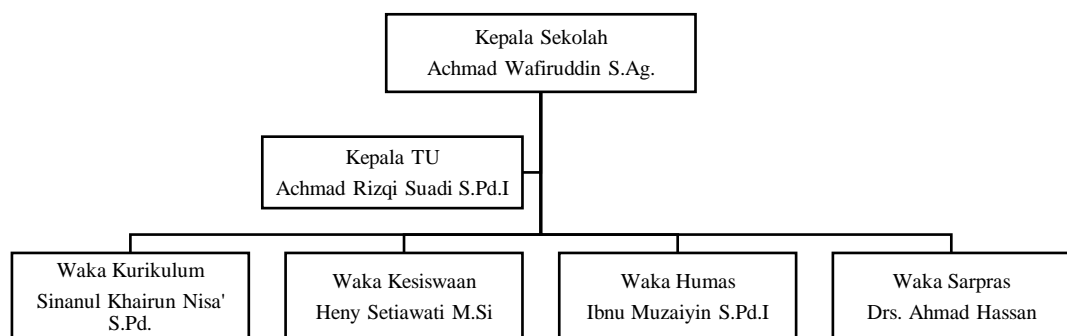 Kepala Sekolah
Achmad Wafiruddin S.Ag.
Kepala TU
Achmad Rizqi Suadi S.Pd.I
Waka Kurikulum
Sinanul Khairun Nisa'
S.Pd.
Waka Kesiswaan
Heny Setiawati M.Si
Waka Humas
Ibnu Muzaiyin S.Pd.I
Waka Sarpras
Drs. Ahmad Hassan